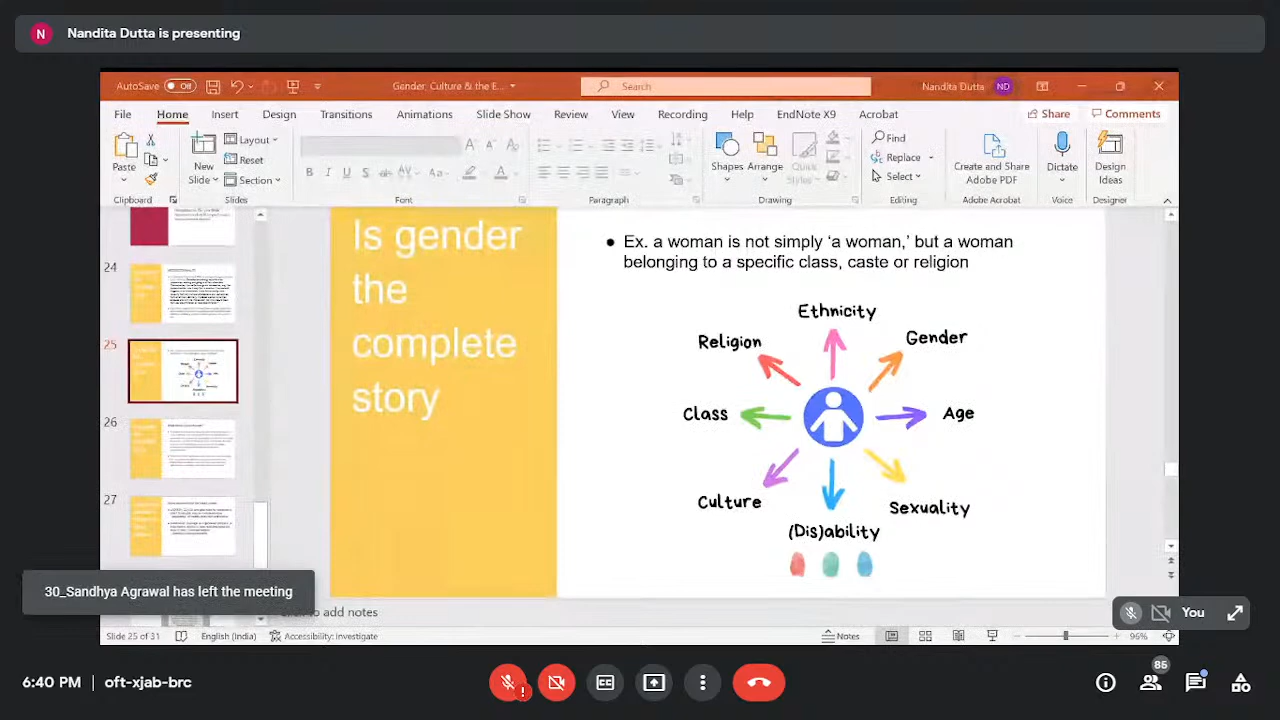 N Nandita Dutta is presenting
AutoSave Off
Gender, Culture & the E...
Search
Nandita Dutta ND
File Home Insert Design Transitions Animations Slide Show Review View Recording Help EndNote X9 Acrobat
Share Comments
Paste
New
Slide
Layout
Reset
Section
Shapes Arrange Quick
Styles
Find
Replace
Select
Create and Share
Adobe PDF
Dictate
Design
Ideas
Clipboard Slides Font Paragraph Drawing Editing Adobe Acrobat Voice Designer
24
25
26
27
Is gender
the
complete
story
● Ex. a woman is not simply ‘a woman,’ but a woman
belonging to a specific class, caste or religion
Ethnicity
Religion
Gender
Class
Age
Culture
Sexuality
(Dis)ability
30_Sandhya Agrawal has left the meeting
to add notes
You
Slide 25 of 31 English (India) Accessibility: Investigate Notes 96%
6:40 PM | oft-xjab-brc
85